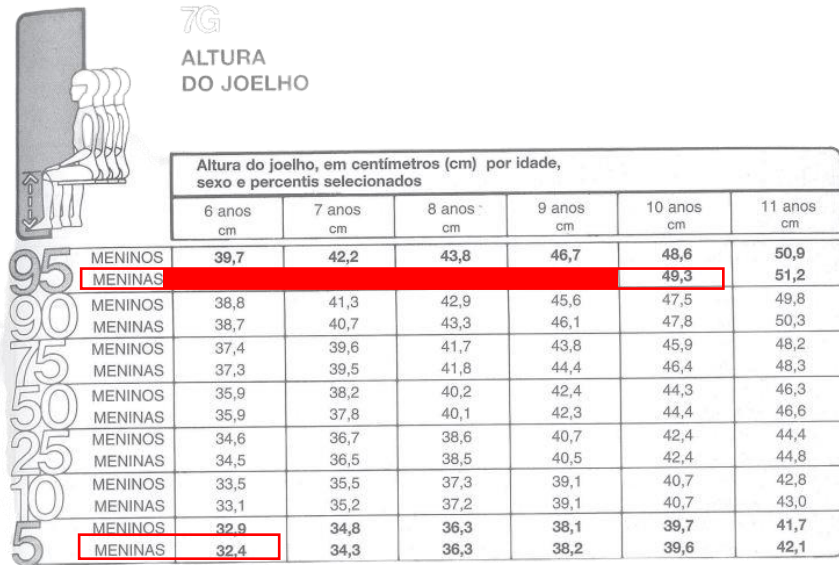 7G
ALTURA
DO JOELHO
Altura do joelho, em centímetros (cm) por idade,
sexo e percentis selecionados
6 anos 7 anos 8 anos 9 anos 10 anos 11 anos
cm cm cm cm cm cm
95 MENINOS 39,7 42,2 43,8 46,7 48,6 50,9
MENINAS 49,3 51,2
90 MENINOS 38,8 41,3 42,9 45,6 47,5 49,8
MENINAS 38,7 40,7 43,3 46,1 47,8 50,3
75 MENINOS 37,4 39,6 41,7 43,8 45,9 48,2
MENINAS 37,3 39,5 41,8 44,4 46,4 48,3
50 MENINOS 35,9 38,2 40,2 42,4 44,3 46,3
MENINAS 35,9 37,8 40,1 42,3 44,4 46,6
25 MENINOS 34,6 36,7 38,6 40,7 42,4 44,4
MENINAS 34,5 36,5 38,5 40,5 42,4 44,8
10 MENINOS 33,5 35,5 37,3 39,1 40,7 42,8
MENINAS 33,1 35,2 37,2 39,1 40,7 43,0
5 MENINOS 32,9 34,8 36,3 38,1 39,7 41,7
MENINAS 32,4 34,3 36,3 38,2 39,6 42,1